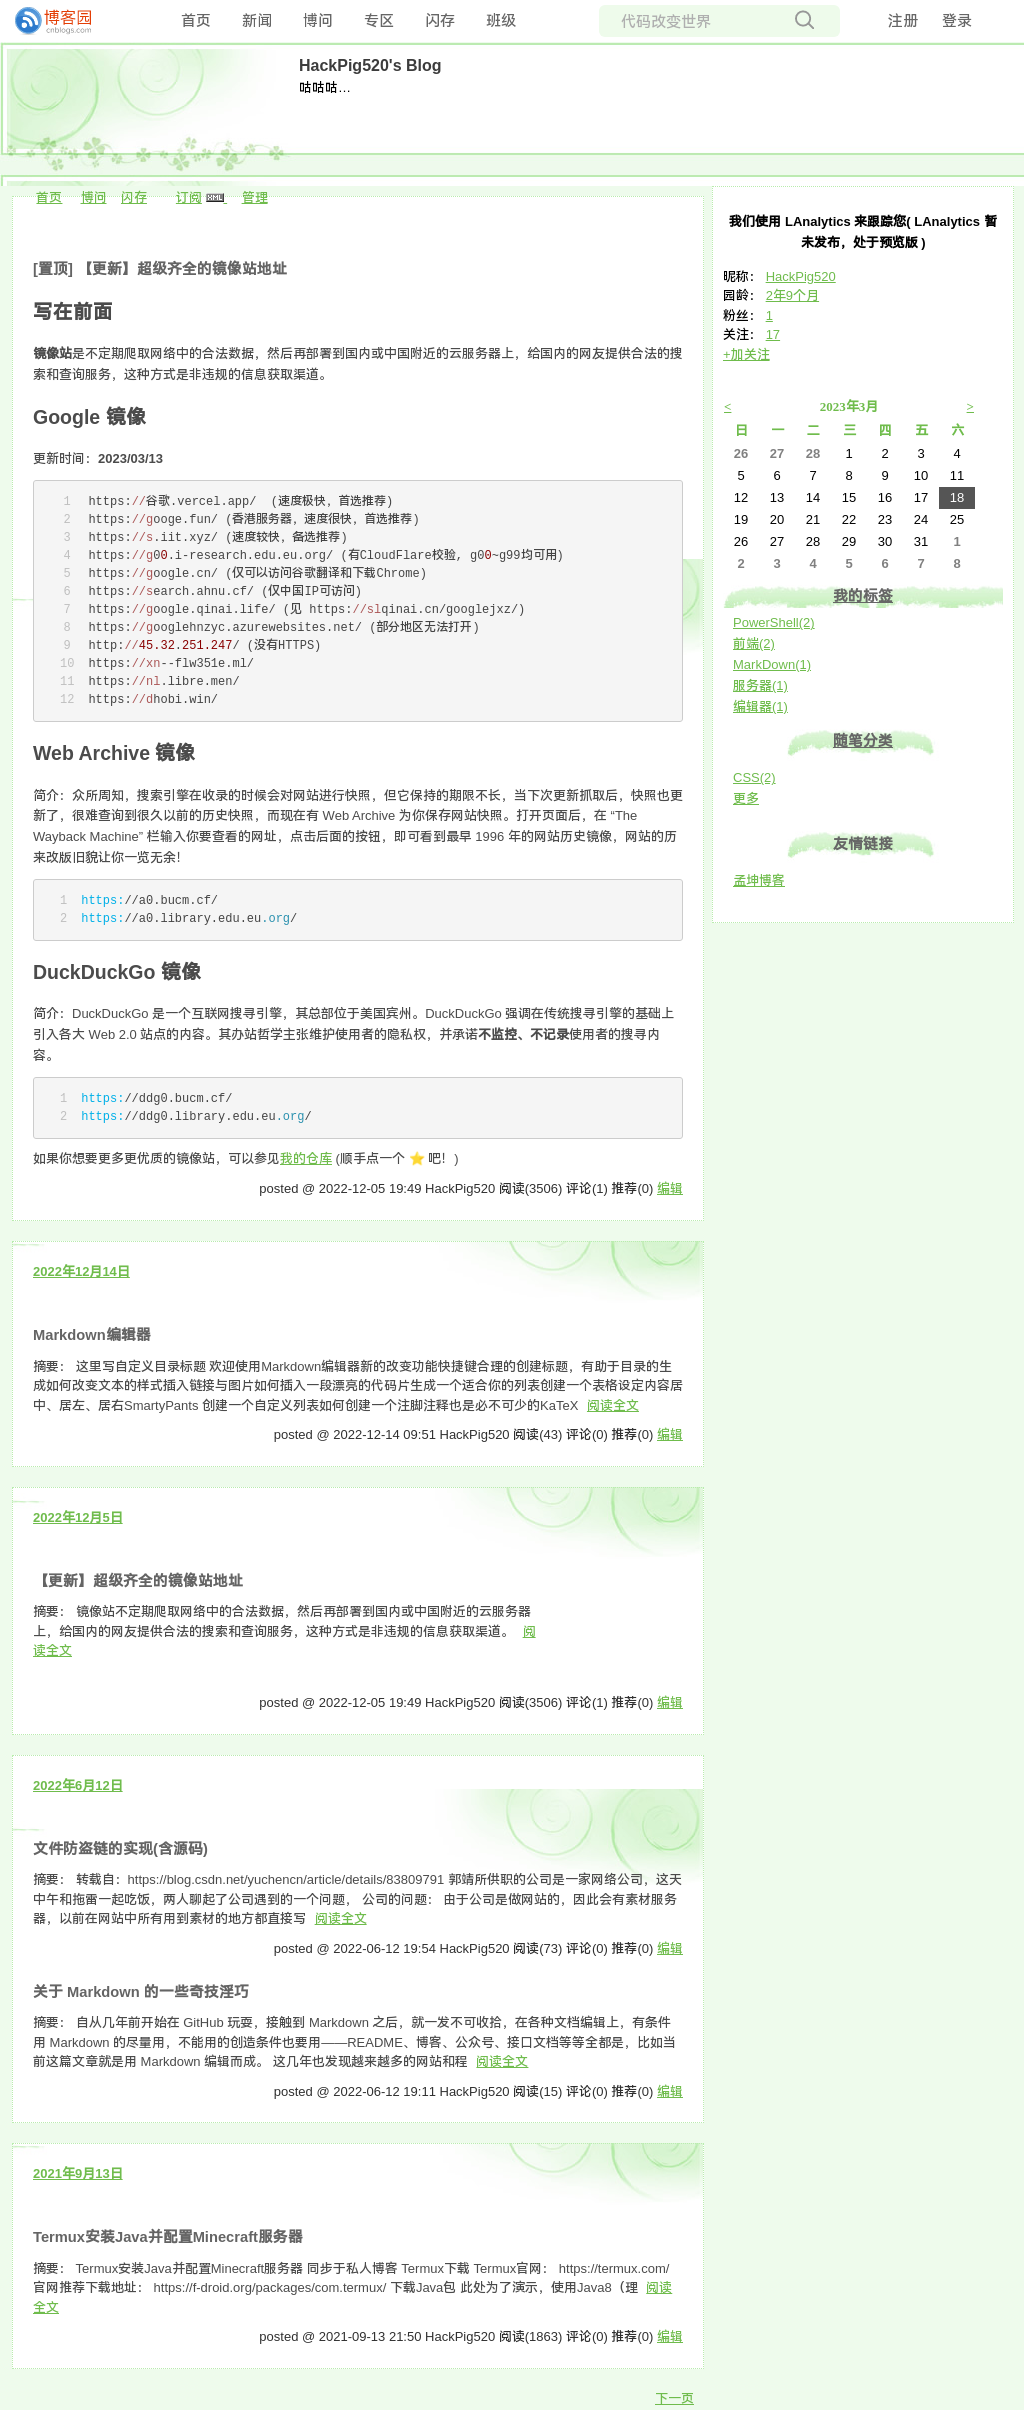 博客园
cnblogs.com
首页 新闻 博问 专区 闪存 班级 代码改变世界 注册 登录
HackPig520's Blog
咕咕咕...
首页 博问 闪存 订阅 XML 管理
[置顶] 【更新】超级齐全的镜像站地址
写在前面
镜像站是不定期爬取网络中的合法数据，然后再部署到国内或中国附近的云服务器上，给国内的网友提供合法的搜
索和查询服务，这种方式是非违规的信息获取渠道。
Google 镜像
更新时间：2023/03/13
1 https://谷歌.vercel.app/  (速度极快，首选推荐)
2 https://googe.fun/ (香港服务器，速度很快，首选推荐)
3 https://s.iit.xyz/ (速度较快，备选推荐)
4 https://g00.i-research.edu.eu.org/ (有CloudFlare校验, g00~g99均可用)
5 https://google.cn/ (仅可以访问谷歌翻译和下载Chrome)
6 https://search.ahnu.cf/ (仅中国IP可访问)
7 https://google.qinai.life/ (见 https://slqinai.cn/googlejxz/)
8 https://googlehnzyc.azurewebsites.net/ (部分地区无法打开)
9 http://45.32.251.247/ (没有HTTPS)
10 https://xn--flw351e.ml/
11 https://nl.libre.men/
12 https://dhobi.win/
Web Archive 镜像
简介：众所周知，搜索引擎在收录的时候会对网站进行快照，但它保持的期限不长，当下次更新抓取后，快照也更
新了，很难查询到很久以前的历史快照，而现在有 Web Archive 为你保存网站快照。打开页面后，在 “The
Wayback Machine” 栏输入你要查看的网址，点击后面的按钮，即可看到最早 1996 年的网站历史镜像，网站的历
来改版旧貌让你一览无余！
1 https://a0.bucm.cf/
2 https://a0.library.edu.eu.org/
DuckDuckGo 镜像
简介：DuckDuckGo 是一个互联网搜寻引擎，其总部位于美国宾州。DuckDuckGo 强调在传统搜寻引擎的基础上
引入各大 Web 2.0 站点的内容。其办站哲学主张维护使用者的隐私权，并承诺不监控、不记录使用者的搜寻内
容。
1 https://ddg0.bucm.cf/
2 https://ddg0.library.edu.eu.org/
如果你想要更多更优质的镜像站，可以参见我的仓库 (顺手点一个 ⭐ 吧！)
posted @ 2022-12-05 19:49 HackPig520 阅读(3506) 评论(1) 推荐(0) 编辑
2022年12月14日
Markdown编辑器
摘要： 这里写自定义目录标题 欢迎使用Markdown编辑器新的改变功能快捷键合理的创建标题，有助于目录的生
成如何改变文本的样式插入链接与图片如何插入一段漂亮的代码片生成一个适合你的列表创建一个表格设定内容居
中、居左、居右SmartyPants 创建一个自定义列表如何创建一个注脚注释也是必不可少的KaTeX 阅读全文
posted @ 2022-12-14 09:51 HackPig520 阅读(43) 评论(0) 推荐(0) 编辑
2022年12月5日
【更新】超级齐全的镜像站地址
摘要： 镜像站不定期爬取网络中的合法数据，然后再部署到国内或中国附近的云服务器
上，给国内的网友提供合法的搜索和查询服务，这种方式是非违规的信息获取渠道。 阅
读全文
posted @ 2022-12-05 19:49 HackPig520 阅读(3506) 评论(1) 推荐(0) 编辑
2022年6月12日
文件防盗链的实现(含源码)
摘要： 转载自：https://blog.csdn.net/yuchencn/article/details/83809791 郭靖所供职的公司是一家网络公司，这天
中午和拖雷一起吃饭，两人聊起了公司遇到的一个问题， 公司的问题： 由于公司是做网站的，因此会有素材服务
器，以前在网站中所有用到素材的地方都直接写 阅读全文
posted @ 2022-06-12 19:54 HackPig520 阅读(73) 评论(0) 推荐(0) 编辑
关于 Markdown 的一些奇技淫巧
摘要： 自从几年前开始在 GitHub 玩耍，接触到 Markdown 之后，就一发不可收拾，在各种文档编辑上，有条件
用 Markdown 的尽量用，不能用的创造条件也要用——README、博客、公众号、接口文档等等全都是，比如当
前这篇文章就是用 Markdown 编辑而成。 这几年也发现越来越多的网站和程 阅读全文
posted @ 2022-06-12 19:11 HackPig520 阅读(15) 评论(0) 推荐(0) 编辑
2021年9月13日
Termux安装Java并配置Minecraft服务器
摘要： Termux安装Java并配置Minecraft服务器 同步于私人博客 Termux下载 Termux官网： https://termux.com/
官网推荐下载地址： https://f-droid.org/packages/com.termux/ 下载Java包 此处为了演示，使用Java8（理 阅读
全文
posted @ 2021-09-13 21:50 HackPig520 阅读(1863) 评论(0) 推荐(0) 编辑
下一页
我们使用 LAnalytics 来跟踪您( LAnalytics 暂
未发布，处于预览版 )
昵称： HackPig520
园龄： 2年9个月
粉丝： 1
关注： 17
+加关注
< 2023年3月 >
日 一 二 三 四 五 六
26 27 28 1 2 3 4
5 6 7 8 9 10 11
12 13 14 15 16 17 18
19 20 21 22 23 24 25
26 27 28 29 30 31 1
2 3 4 5 6 7 8
我的标签
PowerShell(2)
前端(2)
MarkDown(1)
服务器(1)
编辑器(1)
随笔分类
CSS(2)
更多
友情链接
孟坤博客